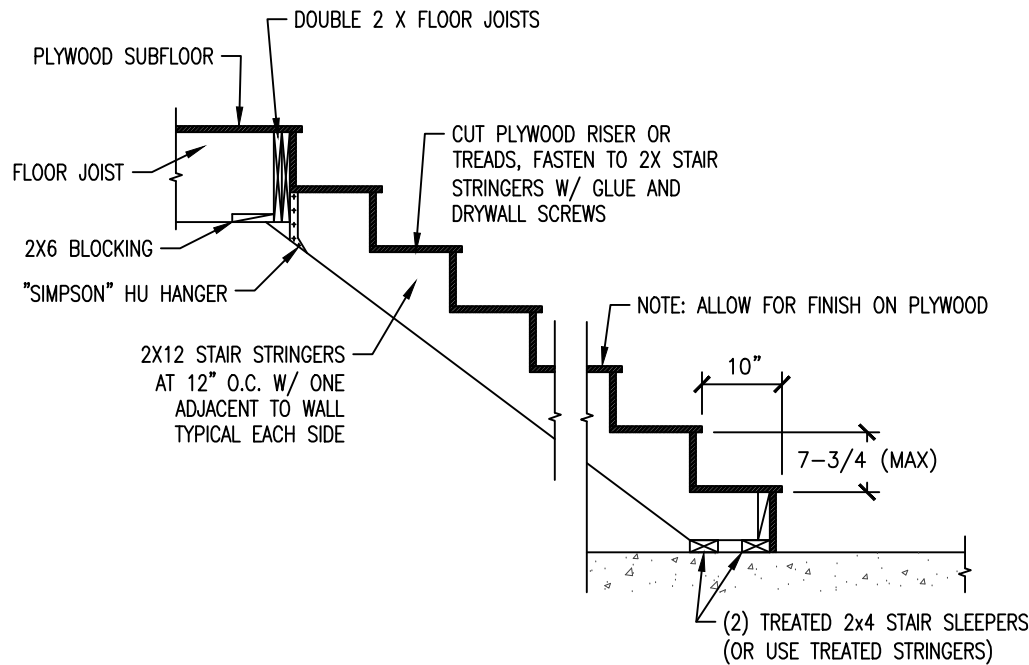 DOUBLE 2 X FLOOR JOISTS
PLYWOOD SUBFLOOR
CUT PLYWOOD RISER OR
TREADS, FASTEN TO 2X STAIR
STRINGERS W/ GLUE AND
DRYWALL SCREWS
FLOOR JOIST
2X6 BLOCKING
"SIMPSON" HU HANGER
NOTE: ALLOW FOR FINISH ON PLYWOOD
2X12 STAIR STRINGERS
AT 12" O.C. W/ ONE
ADJACENT TO WALL
TYPICAL EACH SIDE
10"
7-3/4 (MAX)
(2) TREATED 2x4 STAIR SLEEPERS
(OR USE TREATED STRINGERS)